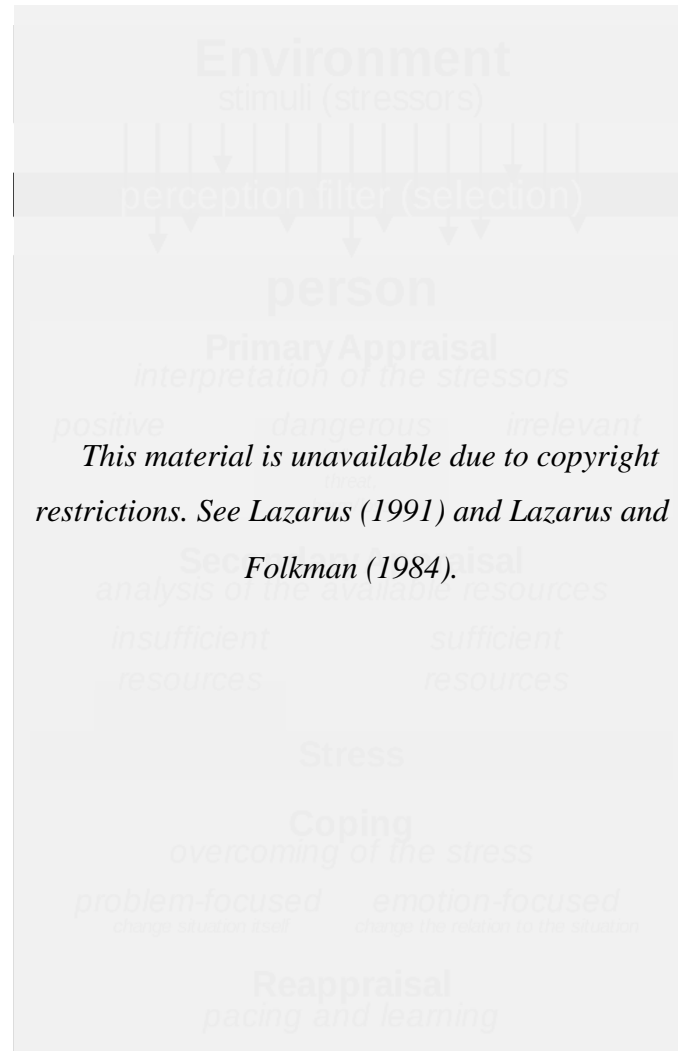 Environment
stimuli (stressors)
perception filter (selection)
person
Primary Appraisal
interpretation of the stressors
positive dangerous irrelevant
This material is unavailable due to copyright
restrictions. See Lazarus (1991) and Lazarus and
Folkman (1984).
Secondary Appraisal
analysis of the available resources
insufficient sufficient
resources resources
Stress
Coping
overcoming of the stress
problem-focused emotion-focused
change situation itself change the relation to the situation
Reappraisal
pacing and learning